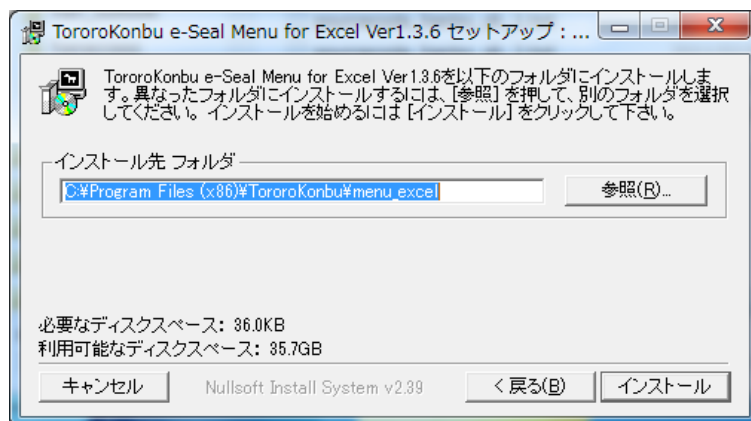 TororoKonbu e-Seal Menu for Excel Ver1.3.6 セットアップ：...
TororoKonbu e-Seal Menu for Excel Ver1.3.6を以下のフォルダにインストールしま
す。異なったフォルダにインストールするには、[参照] を押して、別のフォルダを選択
してください。インストールを始めるには [インストール] をクリックして下さい。
インストール先 フォルダ
C:¥Program Files (x86)¥TororoKonbu¥menu_excel
参照(R)...
必要なディスクスペース: 36.0KB
利用可能なディスクスペース: 35.7GB
キャンセル
Nullsoft Install System v2.39
< 戻る(B)
インストール